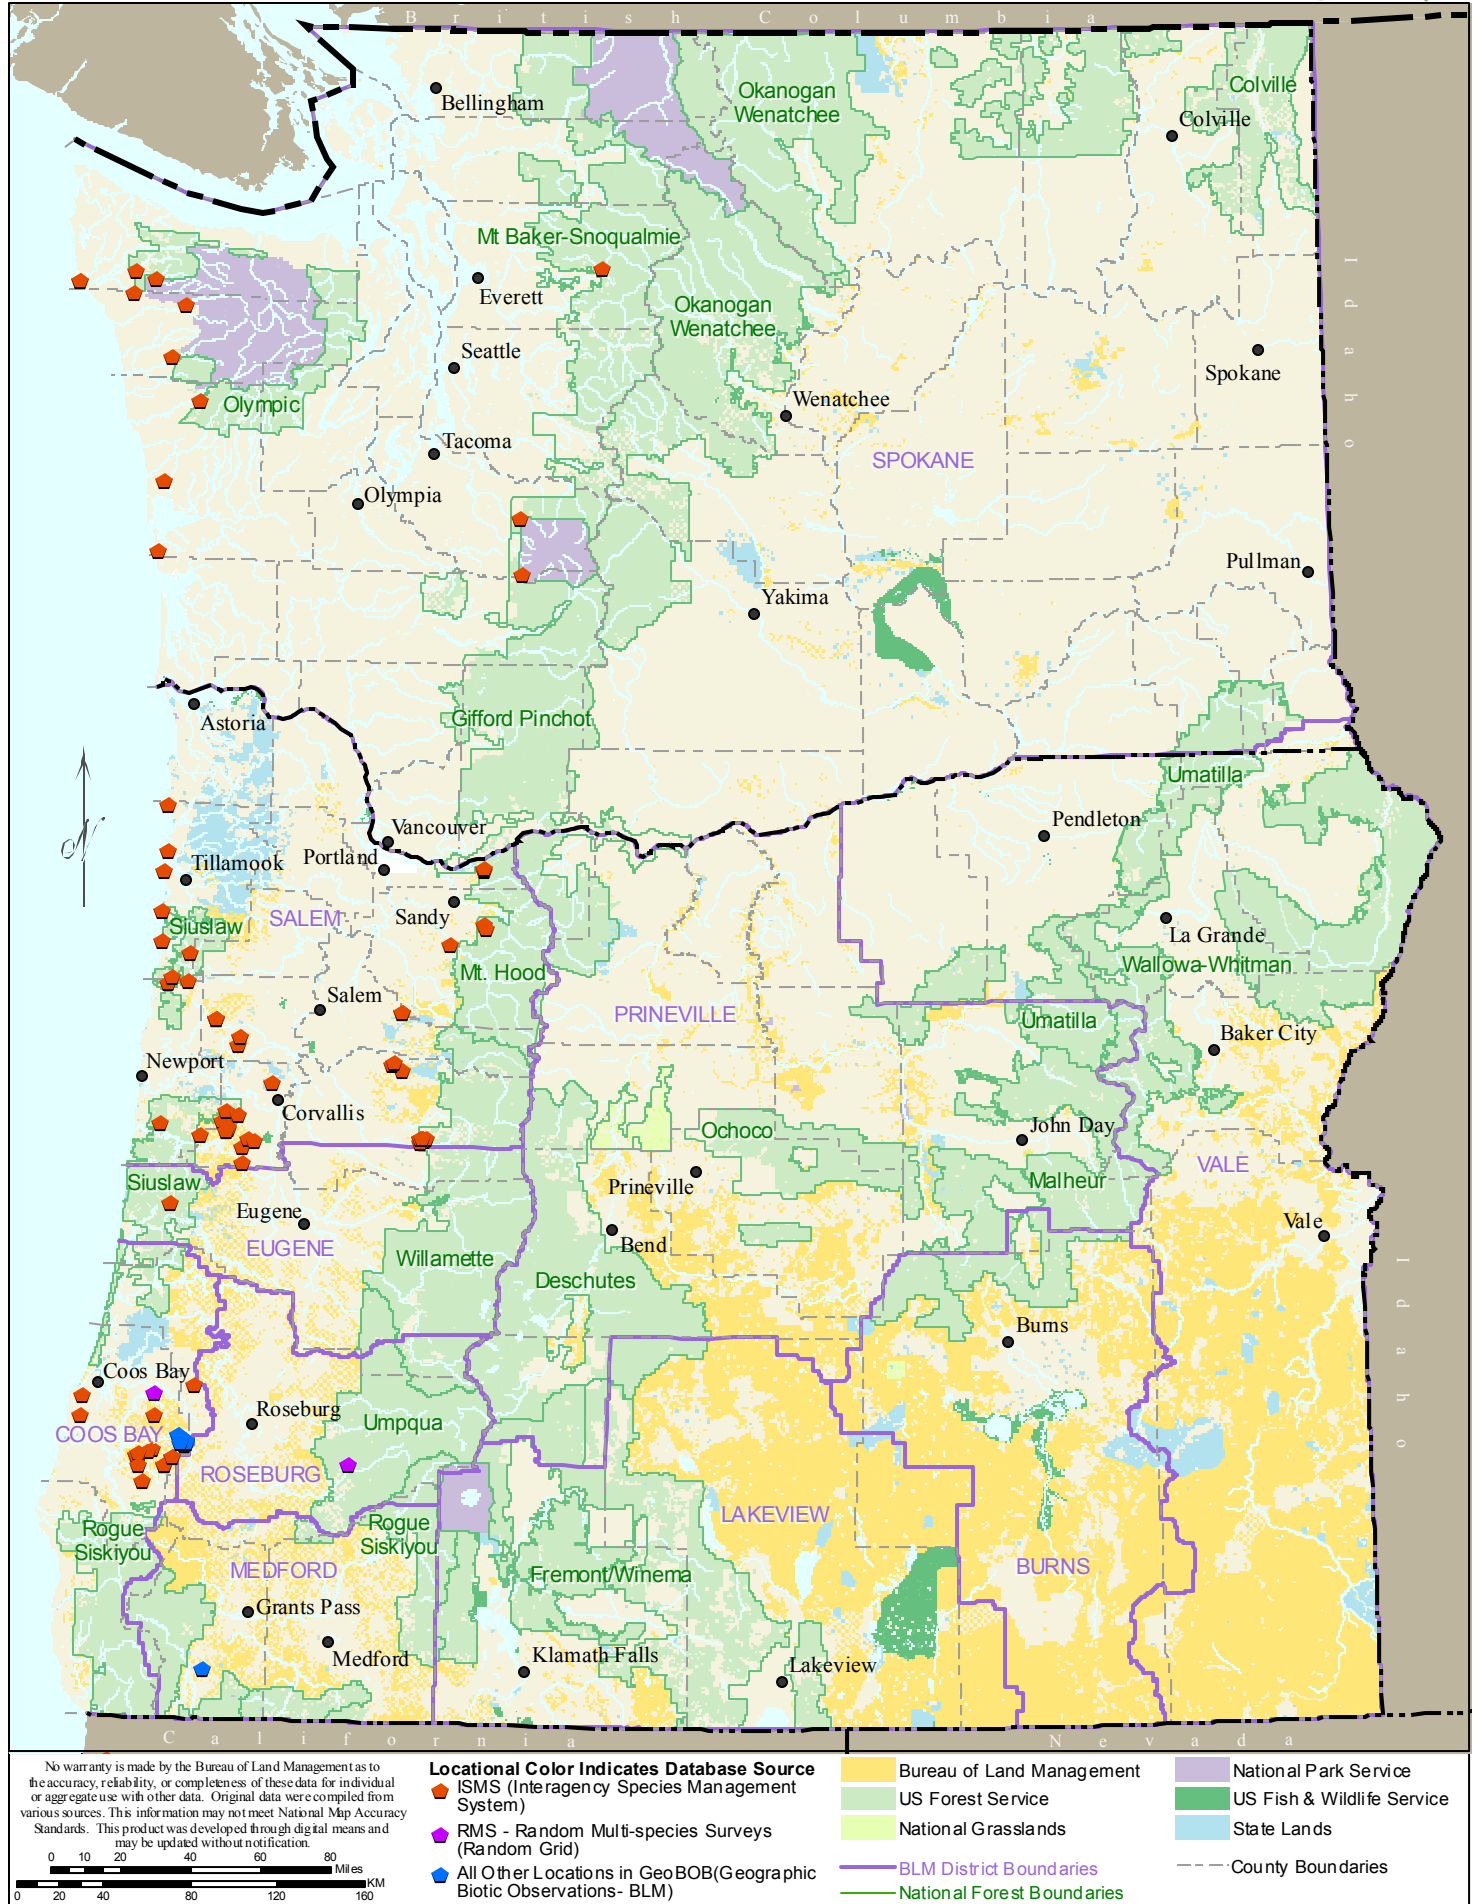 British Columbia
Bellingham
Okanogan
Wenatchee
Colville
Colville
Mt Baker-Snoqualmie
Everett
Okanogan
Wenatchee
Idaho
Seattle
Spokane
Olympic
Wenatchee
Tacoma
SPOKANE
Olympia
Pullman
Yakima
Astoria
Gifford Pinchot
Umatilla
Vancouver
Pendleton
Portland
Tillamook
N
Siuslaw
SALEM
Sandy
La Grande
Mt. Hood
Wallowa-Whitman
Salem
PRINEVILLE
Umatilla
Baker City
Newport
Corvallis
Ochoco
John Day
VALE
Siuslaw
Prineville
Malheur
Eugene
Vale
EUGENE
Willamette
Bend
Deschutes
Idaho
Burns
Coos Bay
Roseburg
Umpqua
COOS BAY
ROSEBURG
LAKEVIEW
Rogue
Siskiyou
Rogue
Siskiyou
MEDFORD
Fremont/Winema
BURNS
Grants Pass
Medford
Klamath Falls
Lakeview
California
Nevada
No warranty is made by the Bureau of Land Management as to
the accuracy, reliability, or completeness of these data for individual
or aggregate use with other data. Original data were compiled from
various sources. This information may not meet National Map Accuracy
Standards. This product was developed through digital means and
may be updated without notification.
0 10 20 40 60 80
Miles
KM
0 20 40 80 120 160
Locational Color Indicates Database Source
ISMS (Interagency Species Management
System)
RMS - Random Multi-species Surveys
(Random Grid)
All Other Locations in GeoBOB(Geographic
Biotic Observations- BLM)
Bureau of Land Management
US Forest Service
National Grasslands
BLM District Boundaries
National Forest Boundaries
National Park Service
US Fish & Wildlife Service
State Lands
County Boundaries